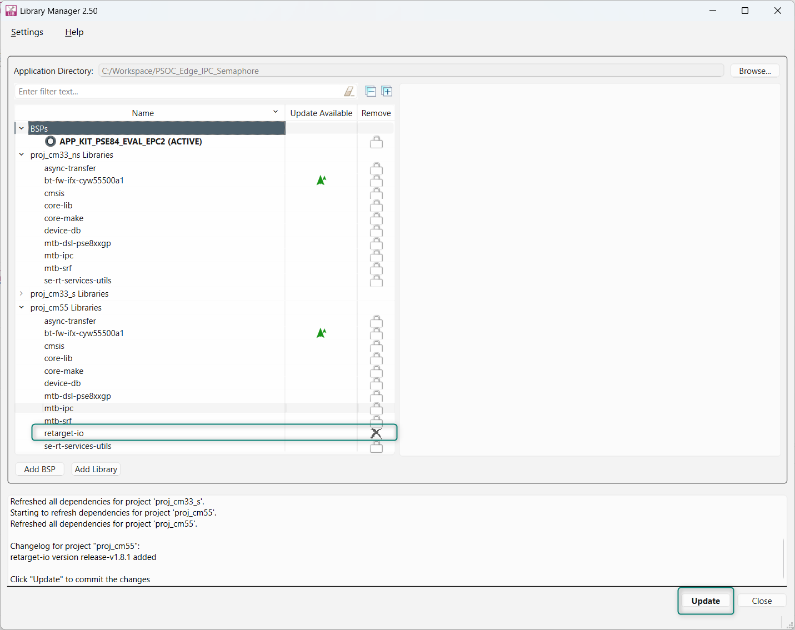 Library Manager 2.50
Settings Help
Application Directory: C:/Workspace/PSOC_Edge_IPC_Semaphore Browse...
Enter filter text...
Name Update Available Remove
BSPs
APP_KIT_PSE84_EVAL_EPC2 (ACTIVE)
proj_cm33_ns Libraries
async-transfer
bt-fw-ifx-cyw55500a1
cmsis
core-lib
core-make
device-db
mtb-dsl-pse8xxgp
mtb-ipc
mtb-srf
se-rt-services-utils
proj_cm33_s Libraries
proj_cm55 Libraries
async-transfer
bt-fw-ifx-cyw55500a1
cmsis
core-lib
core-make
device-db
mtb-dsl-pse8xxgp
mtb-ipc
mtb-srf
retarget-io
se-rt-services-utils
Add BSP Add Library
Refreshed all dependencies for project 'proj_cm33_s'.
Starting to refresh dependencies for project 'proj_cm55'.
Refreshed all dependencies for project 'proj_cm55'.
Changelog for project "proj_cm55":
retarget-io version release-v1.8.1 added
Click "Update" to commit the changes
Update Close